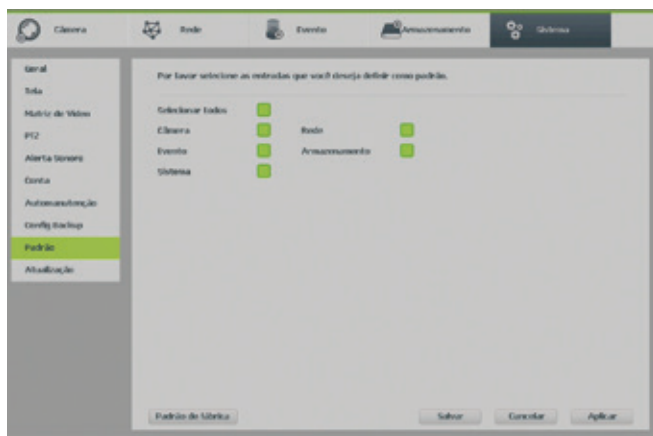 Câmera Rede Evento Armazenamento Sistema
Geral
Tela
Matriz de Vídeo
PTZ
Alerta Sonoro
Conta
Automanutenção
Config Backup
Padrão
Atualização
Por favor selecione as entradas que você deseja definir como padrão.
Selecionar todos
Câmera Rede
Evento Armazenamento
Sistema
Padrão de fábrica Salvar Cancelar Aplicar